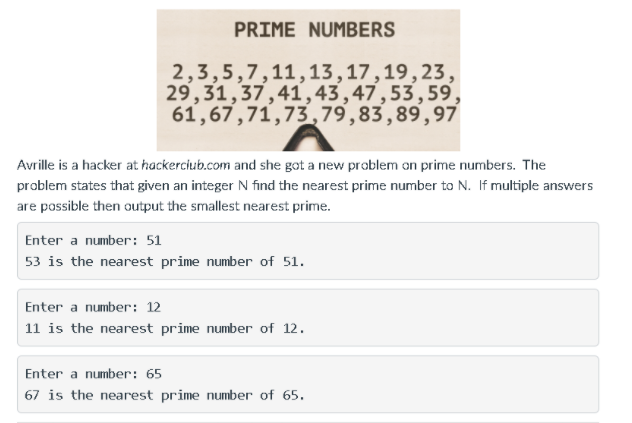 PRIME NUMBERS
2,3,5,7,11,13,17,19,23,
29,31,37,41,43,47,53,59,
61,67,71,73,79,83,89,97
Avrille is a hacker at hackerclub.com and she got a new problem on prime numbers. The
problem states that given an integer N find the nearest prime number to N. If multiple answers
are possible then output the smallest nearest prime.
Enter a number: 51
53 is the nearest prime number of 51.
Enter a number: 12
11 is the nearest prime number of 12.
Enter a number: 65
67 is the nearest prime number of 65.